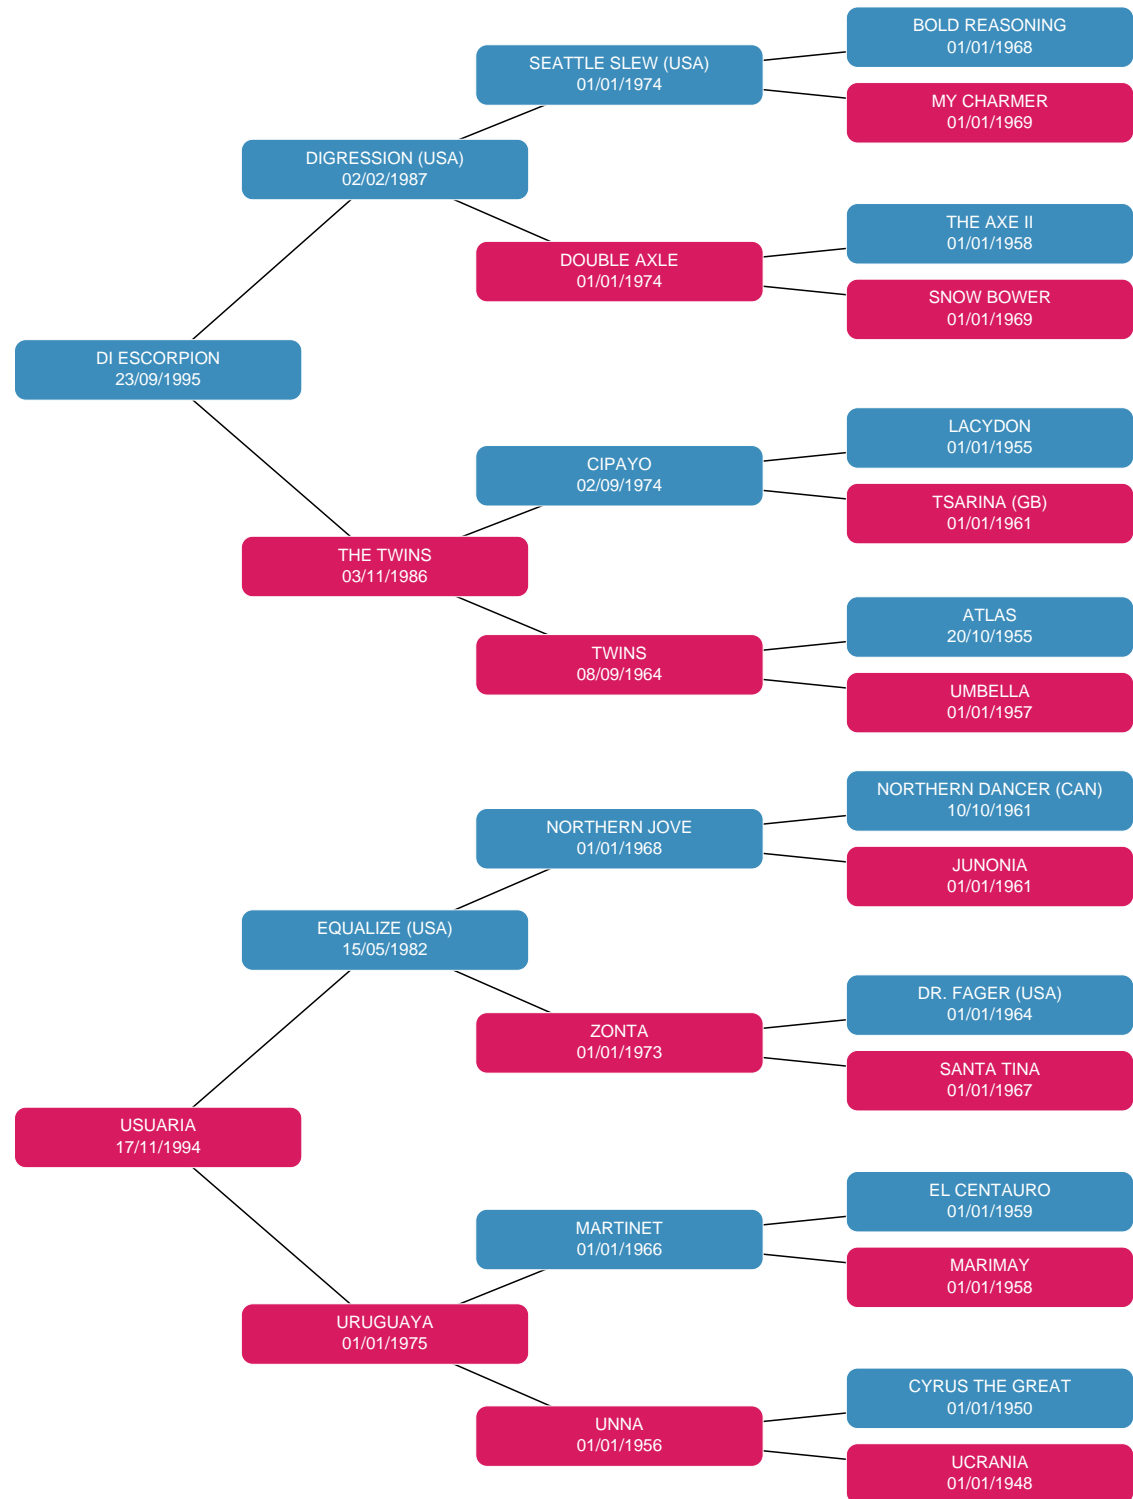 BOLD REASONING
01/01/1968
SEATTLE SLEW (USA)
01/01/1974
MY CHARMER
01/01/1969
DIGRESSION (USA)
02/02/1987
THE AXE II
01/01/1958
DOUBLE AXLE
01/01/1974
SNOW BOWER
01/01/1969
DI ESCORPION
23/09/1995
LACYDON
01/01/1955
CIPAYO
02/09/1974
TSARINA (GB)
01/01/1961
THE TWINS
03/11/1986
ATLAS
20/10/1955
TWINS
08/09/1964
UMBELLA
01/01/1957
NORTHERN DANCER (CAN)
10/10/1961
NORTHERN JOVE
01/01/1968
JUNONIA
01/01/1961
EQUALIZE (USA)
15/05/1982
DR. FAGER (USA)
01/01/1964
ZONTA
01/01/1973
SANTA TINA
01/01/1967
USUARIA
17/11/1994
EL CENTAURO
01/01/1959
MARTINET
01/01/1966
MARIMAY
01/01/1958
URUGUAYA
01/01/1975
CYRUS THE GREAT
01/01/1950
UNNA
01/01/1956
UCRANIA
01/01/1948